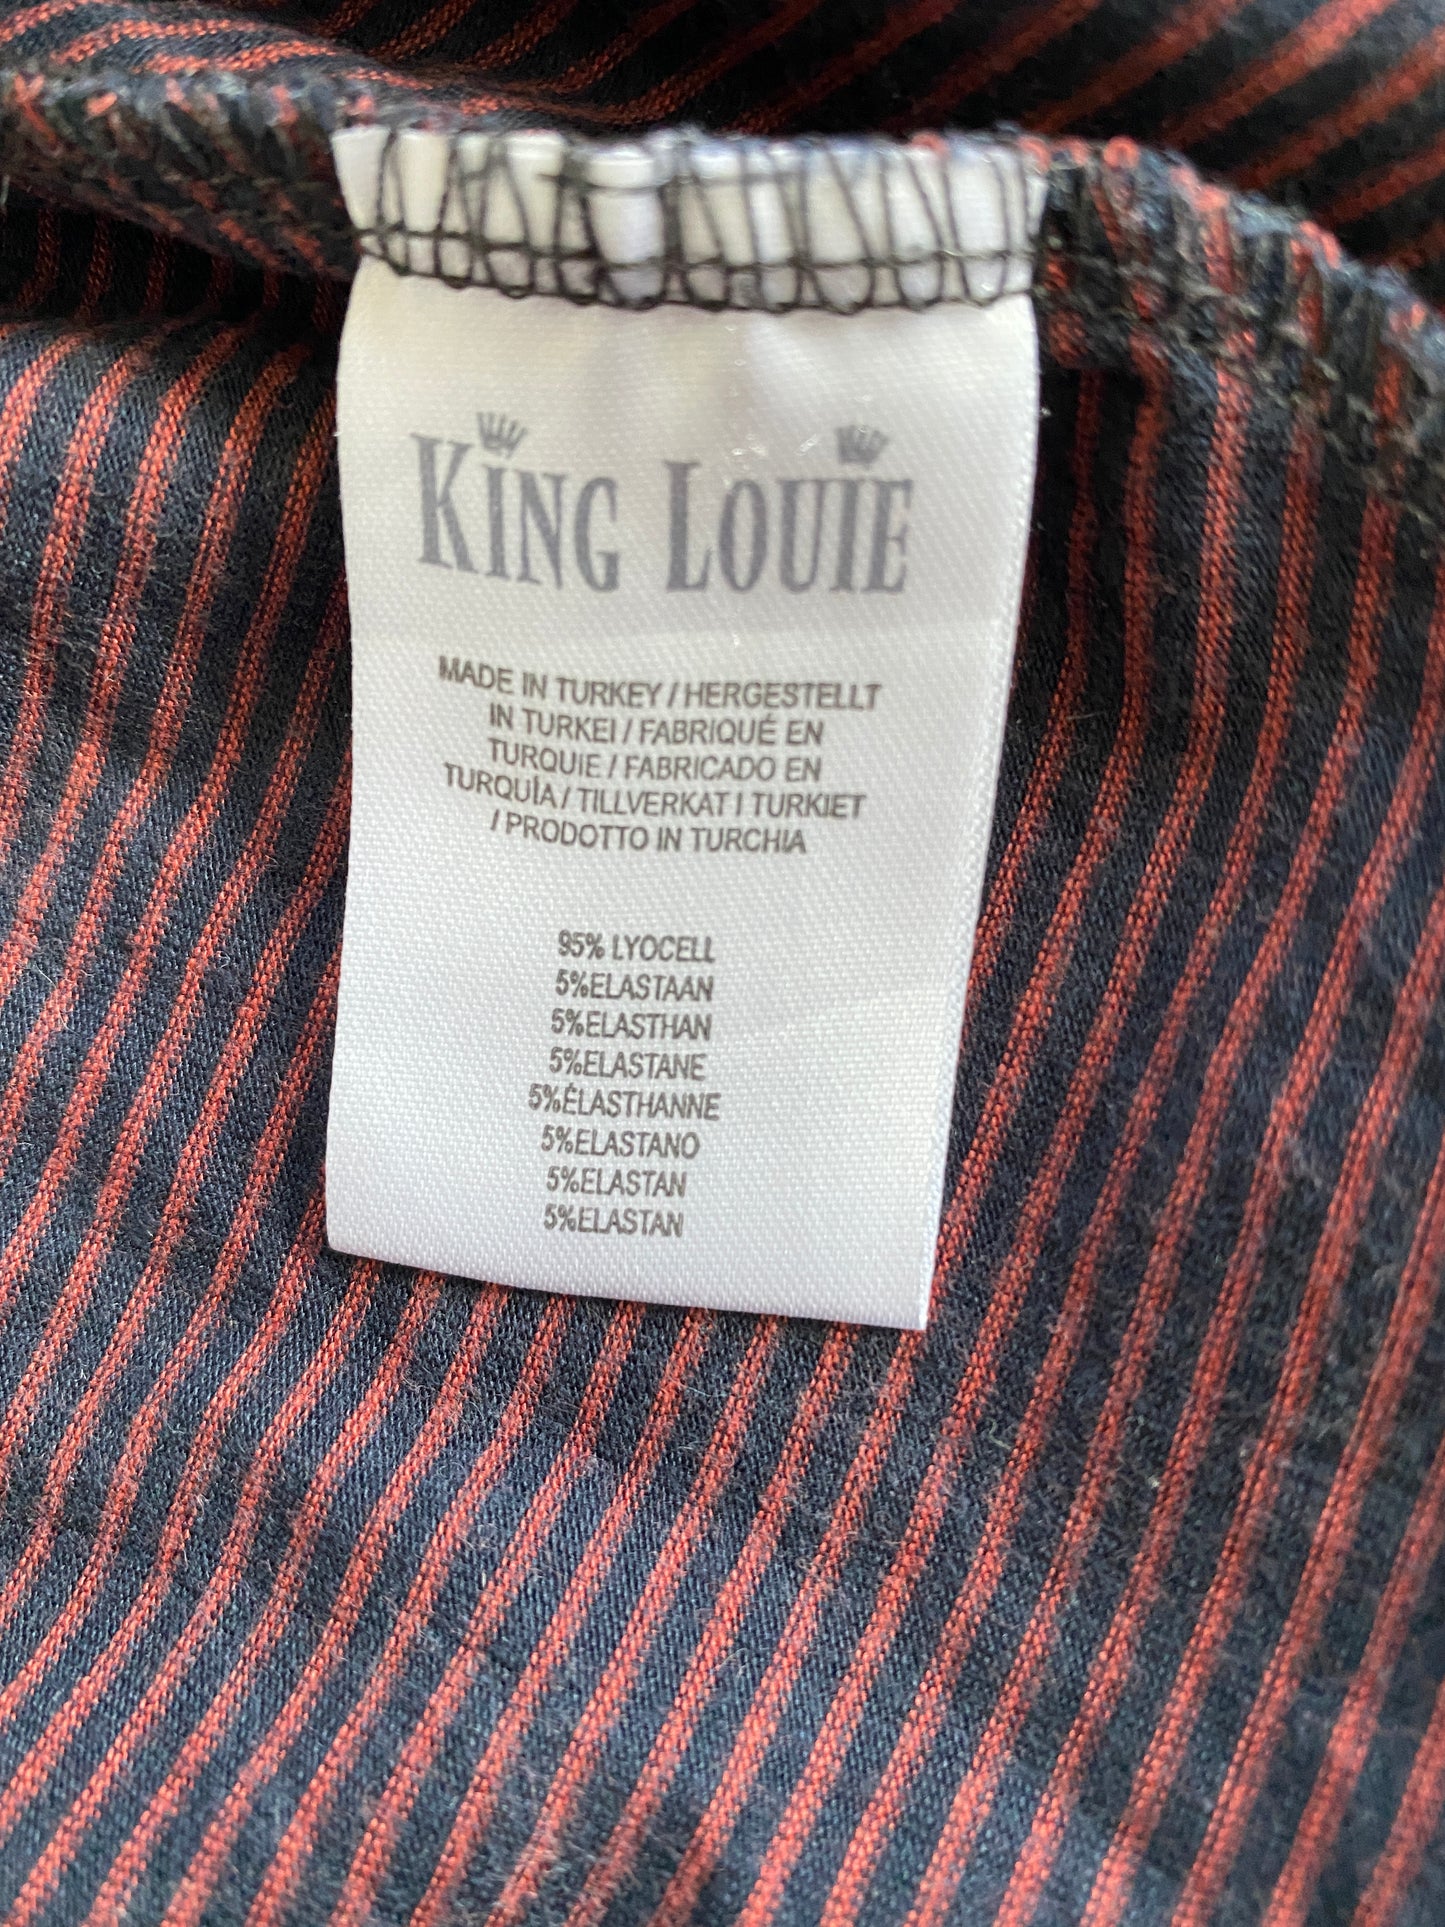 KING LOUIE
MADE IN TURKEY / HERGESTELLT
IN TURKEI / FABRIQUÉ EN
TURQUIE / FABRICADO EN
TURQUÌA / TILLVERKAT I TURKIET
/ PRODOTTO IN TURCHIA
95% LYOCELL
5%ELASTAAN
5%ELASTHAN
5%ELASTANE
5%ÉLASTHANNE
5%ELASTANO
5%ELASTAN
5%ELASTAN